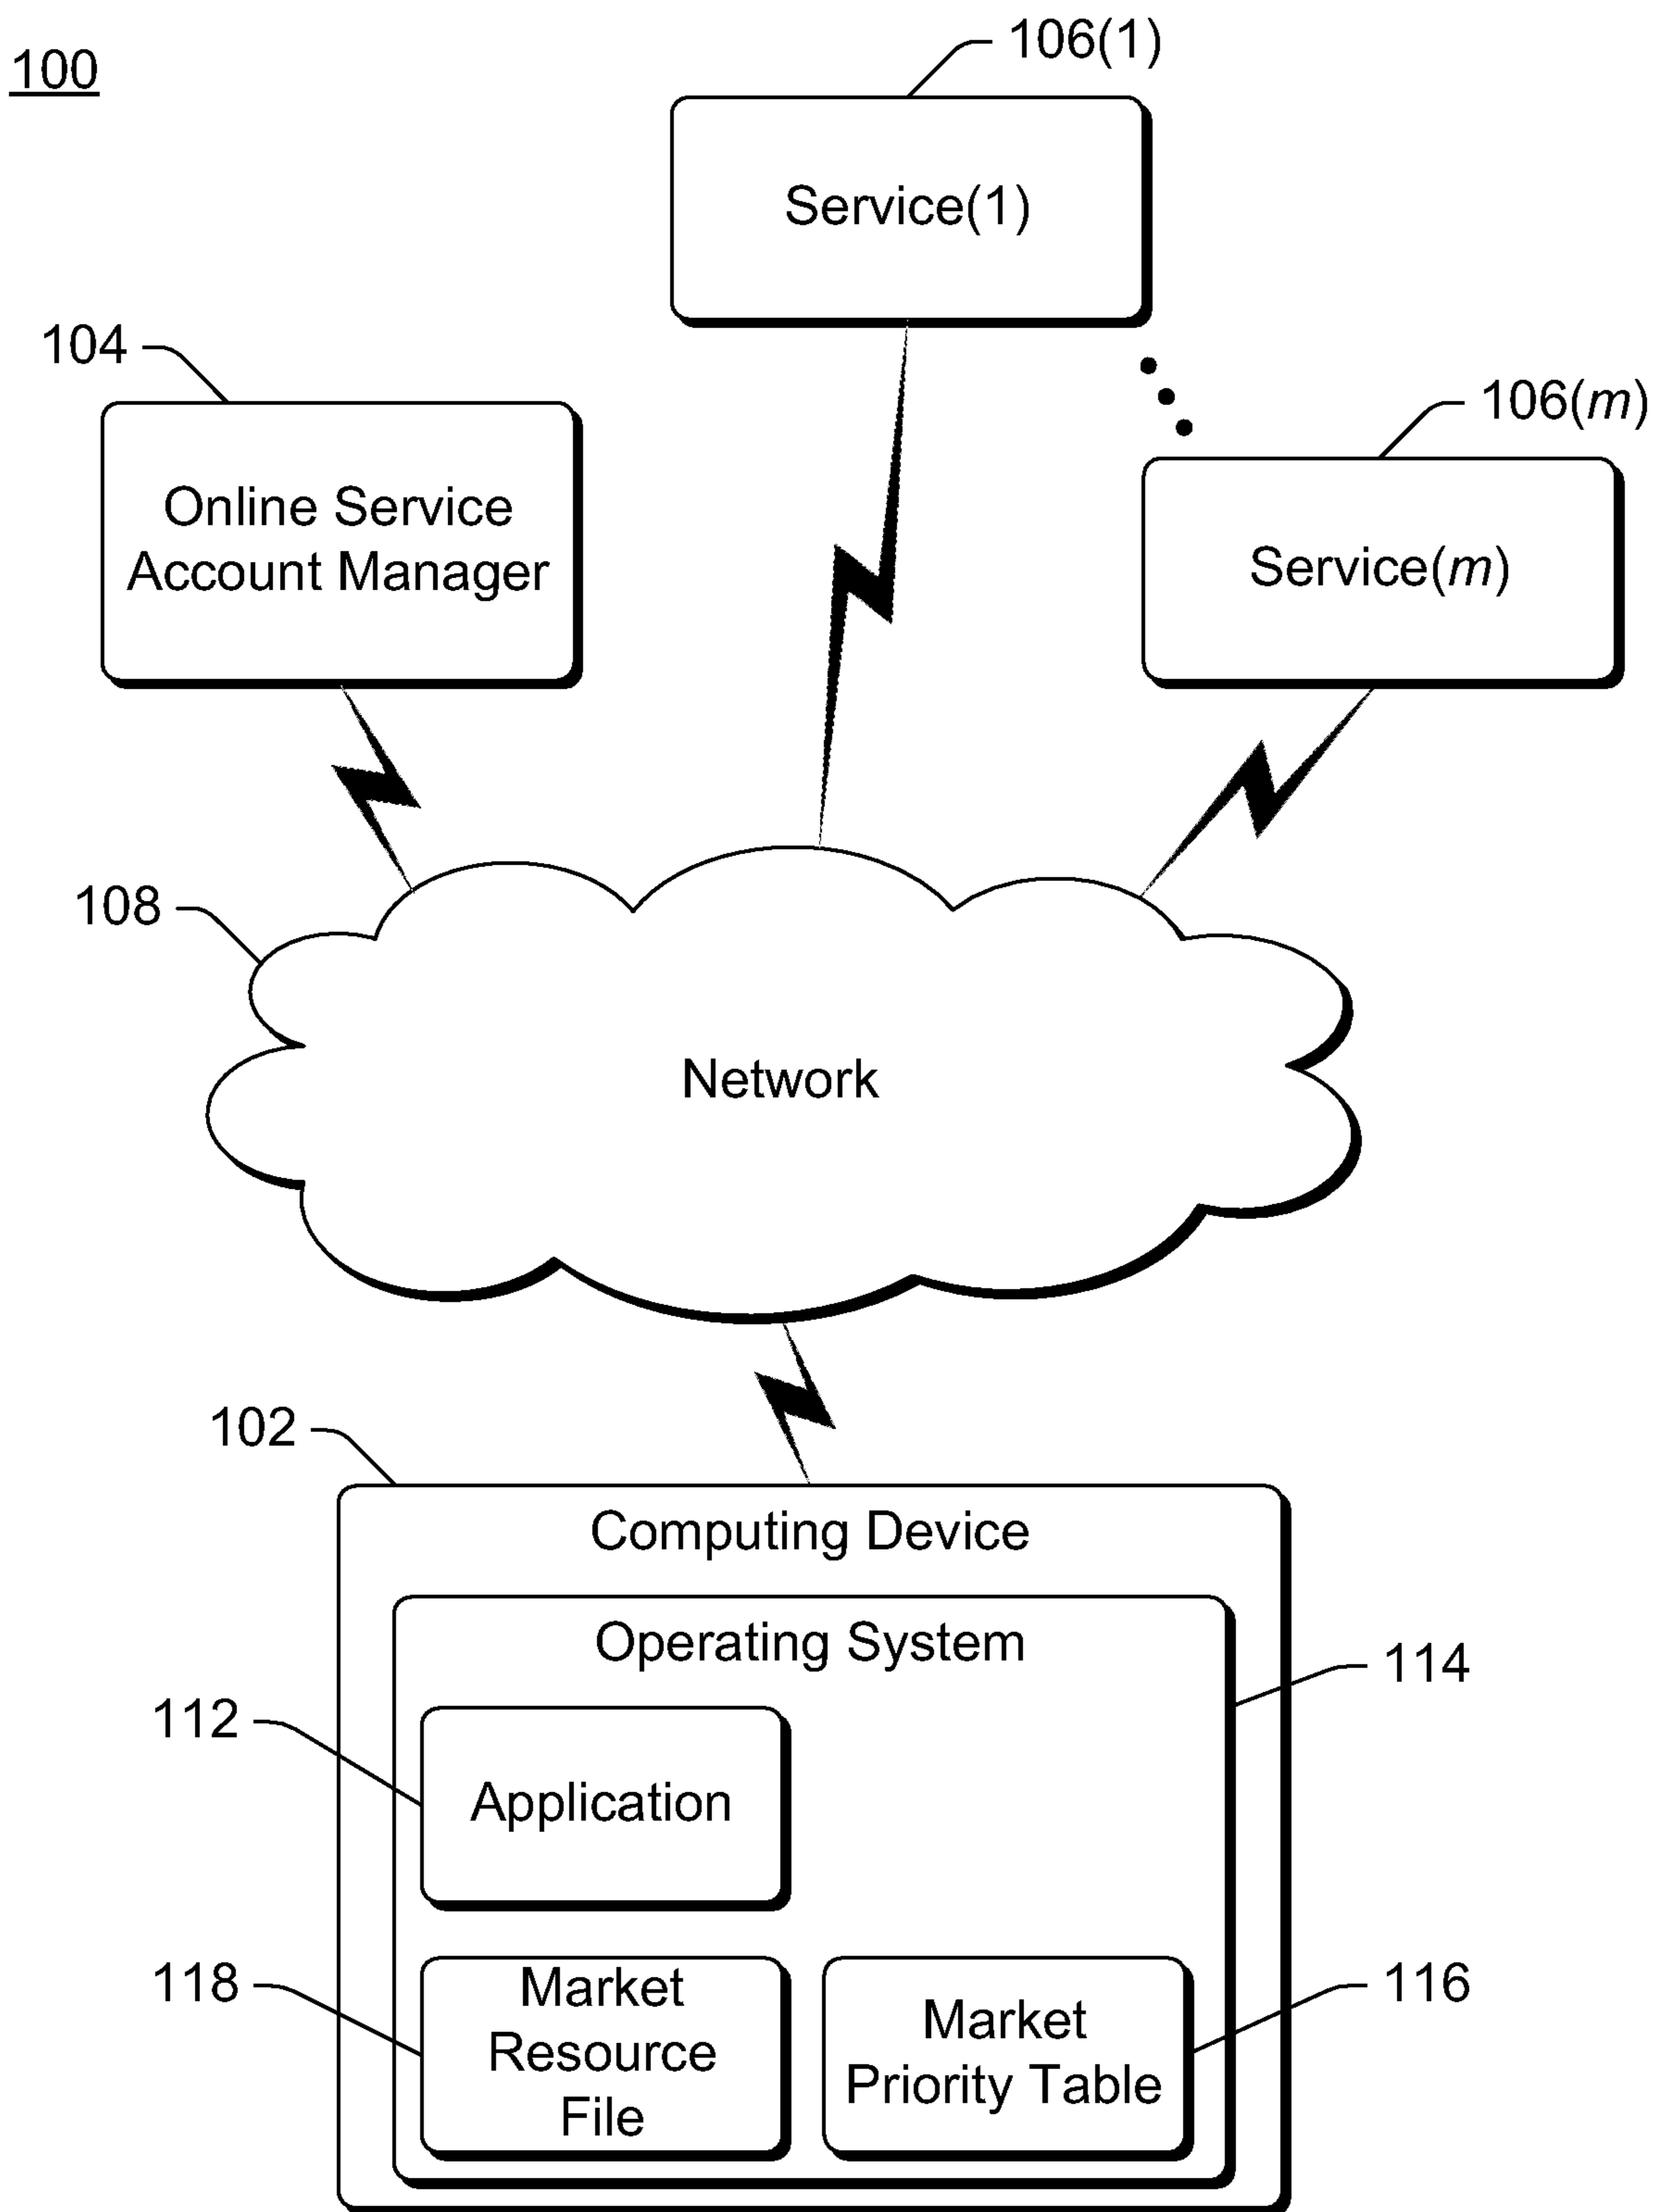 100
106(1)
Service(1)
104
106(m)
Online Service
Account Manager
Service(m)
108
Network
102
Computing Device
Operating System
114
112
Application
118
Market
Resource
File
Market
Priority Table
116